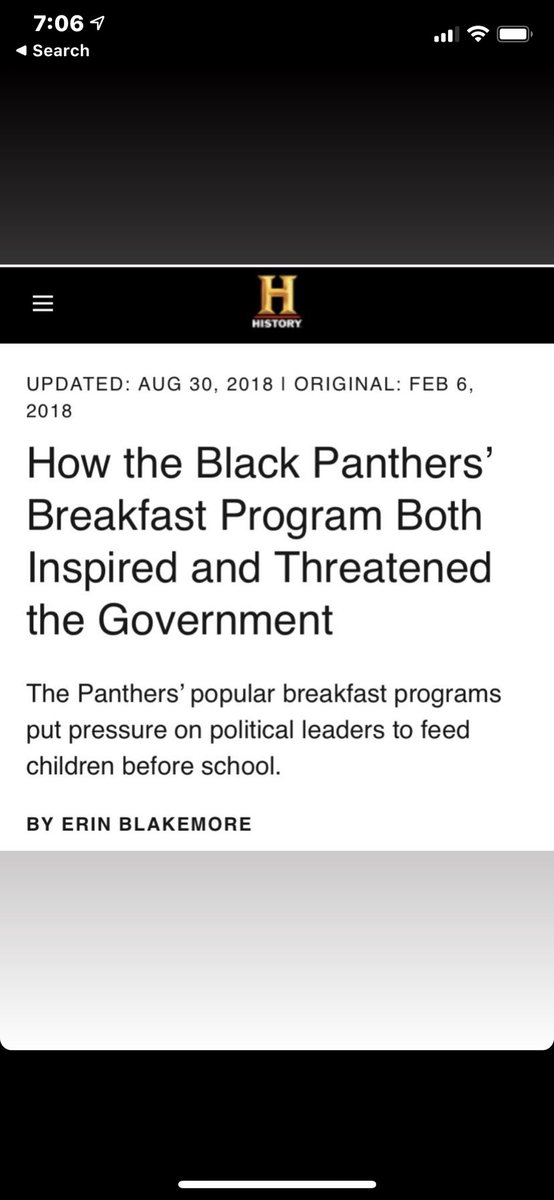 7:06
◀ Search
H
HISTORY
UPDATED: AUG 30, 2018 | ORIGINAL: FEB 6,
2018
How the Black Panthers’
Breakfast Program Both
Inspired and Threatened
the Government
The Panthers’ popular breakfast programs
put pressure on political leaders to feed
children before school.
BY ERIN BLAKEMORE